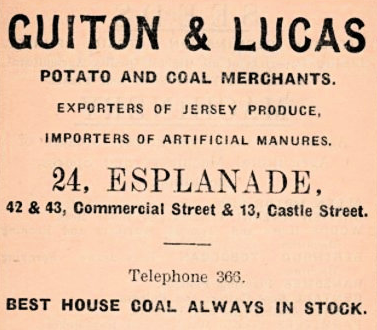 GUITON & LUCAS
POTATO AND COAL MERCHANTS.
EXPORTERS OF JERSEY PRODUCE,
IMPORTERS OF ARTIFICIAL MANURES.
24, ESPLANADE,
42 & 43, Commercial Street & 13, Castle Street.
Telephone 366.
BEST HOUSE COAL ALWAYS IN STOCK.